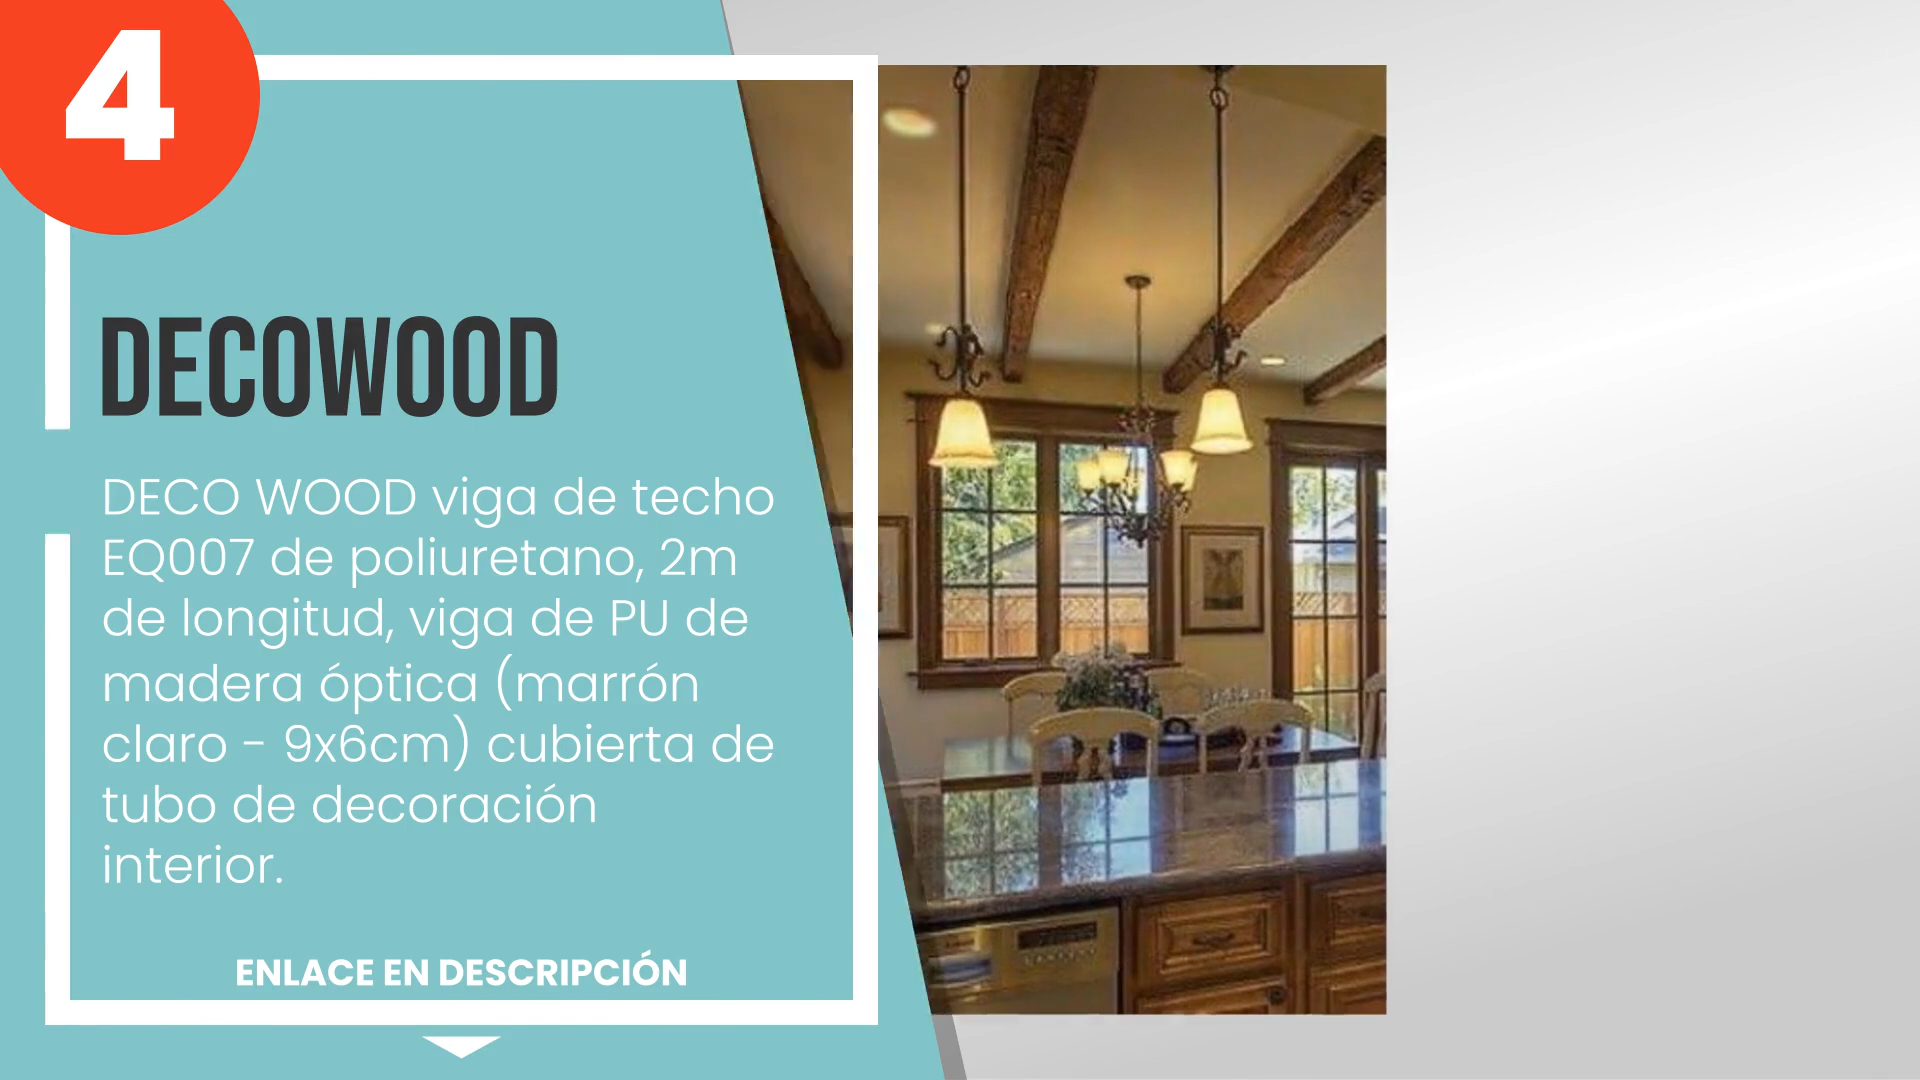 4
DECOWOOD
DECO WOOD viga de techo
EQ007 de poliuretano, 2m
de longitud, viga de PU de
madera óptica (marrón
claro - 9x6cm) cubierta de
tubo de decoración
interior.
ENLACE EN DESCRIPCIÓN